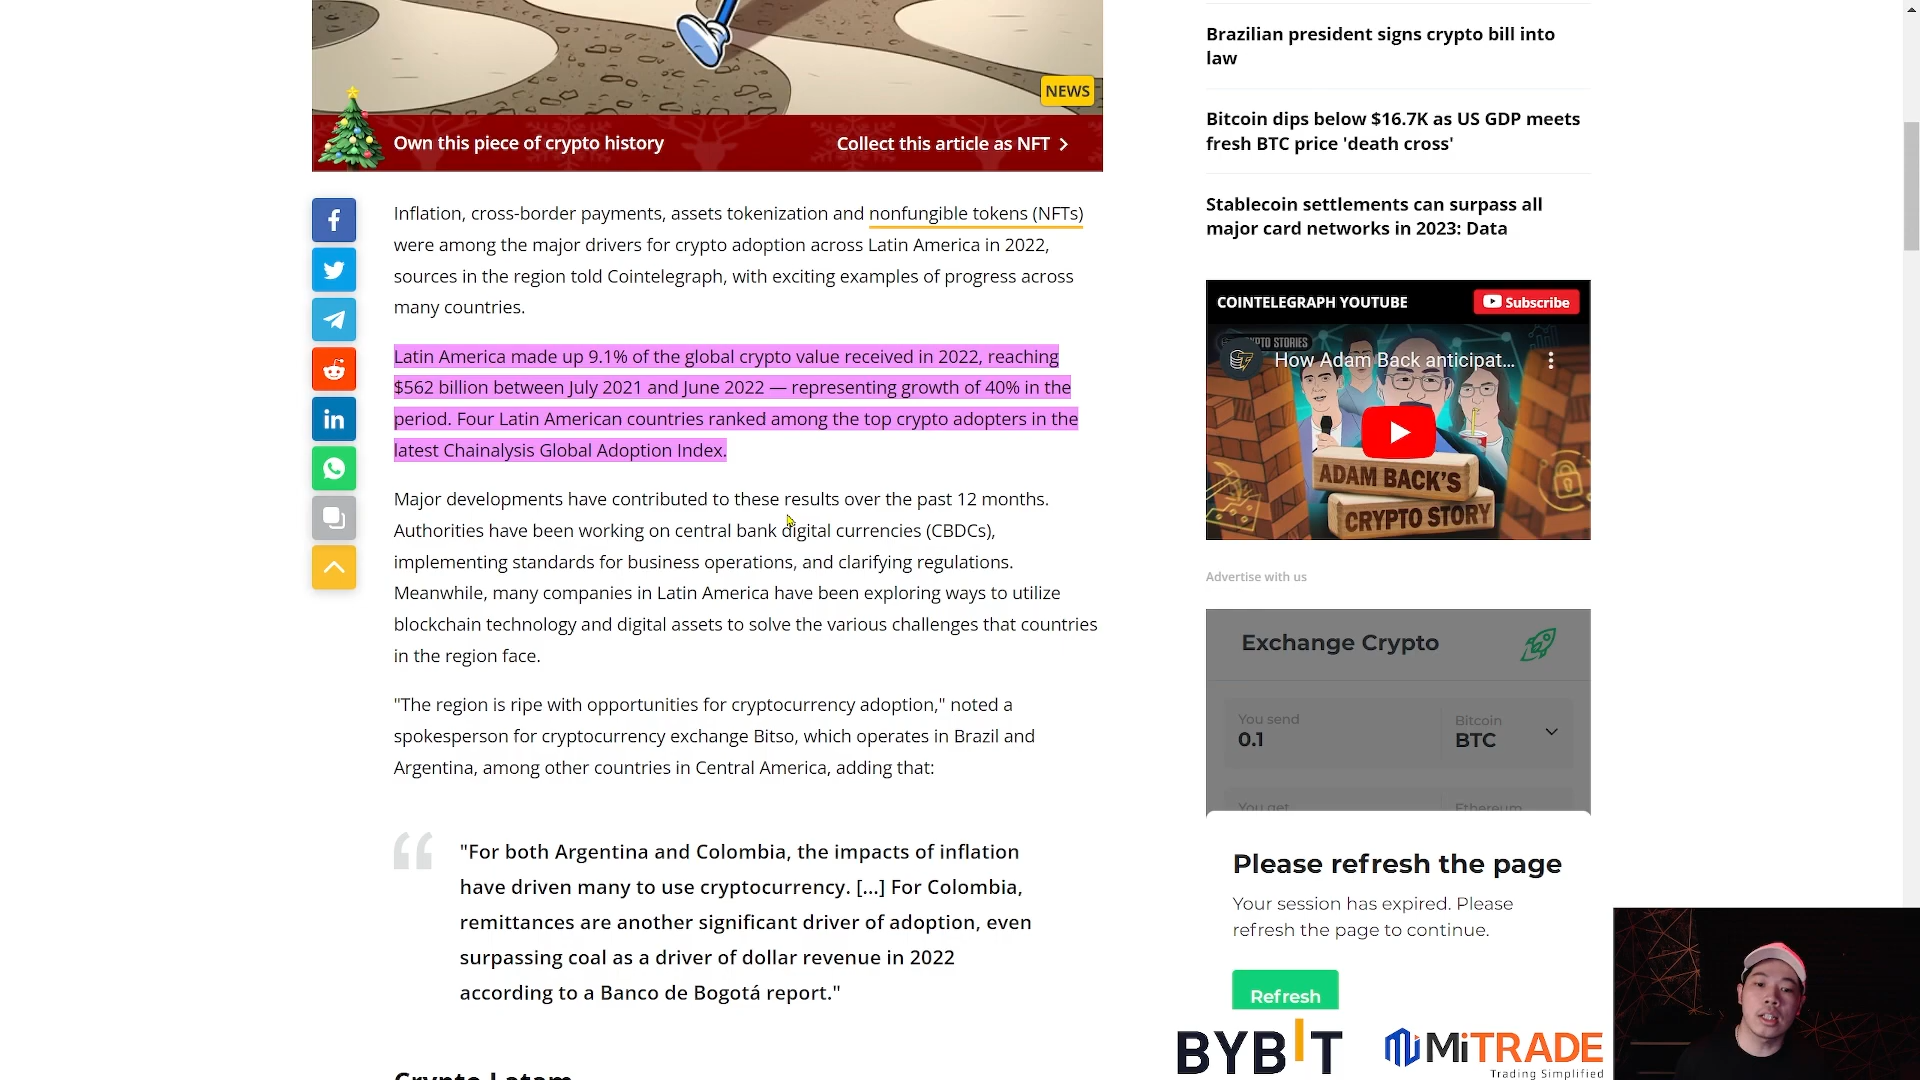 NEWS
Own this piece of crypto history
Collect this article as NFT
Inflation, cross-border payments, assets tokenization and nonfungible tokens (NFTs)
were among the major drivers for crypto adoption across Latin America in 2022,
sources in the region told Cointelegraph, with exciting examples of progress across
many countries.
Latin America made up 9.1% of the global crypto value received in 2022, reaching
$562 billion between July 2021 and June 2022 — representing growth of 40% in the
period. Four Latin American countries ranked among the top crypto adopters in the
latest Chainalysis Global Adoption Index.
Major developments have contributed to these results over the past 12 months.
Authorities have been working on central bank digital currencies (CBDCs),
implementing standards for business operations, and clarifying regulations.
Meanwhile, many companies in Latin America have been exploring ways to utilize
blockchain technology and digital assets to solve the various challenges that countries
in the region face.
"The region is ripe with opportunities for cryptocurrency adoption," noted a
spokesperson for cryptocurrency exchange Bitso, which operates in Brazil and
Argentina, among other countries in Central America, adding that:
"For both Argentina and Colombia, the impacts of inflation
have driven many to use cryptocurrency. [...] For Colombia,
remittances are another significant driver of adoption, even
surpassing coal as a driver of dollar revenue in 2022
according to a Banco de Bogotá report."
Crypto Latam
Brazilian president signs crypto bill into
law
Bitcoin dips below $16.7K as US GDP meets
fresh BTC price 'death cross'
Stablecoin settlements can surpass all
major card networks in 2023: Data
COINTELEGRAPH YOUTUBE
Subscribe
How Adam Back anticipat...
ADAM BACK'S
CRYPTO STORY
Advertise with us
Exchange Crypto
You send
0.1
Bitcoin
BTC
You get
Ethereum
Please refresh the page
Your session has expired. Please
refresh the page to continue.
Refresh
BYBIT
MiTRADE
Trading Simplified